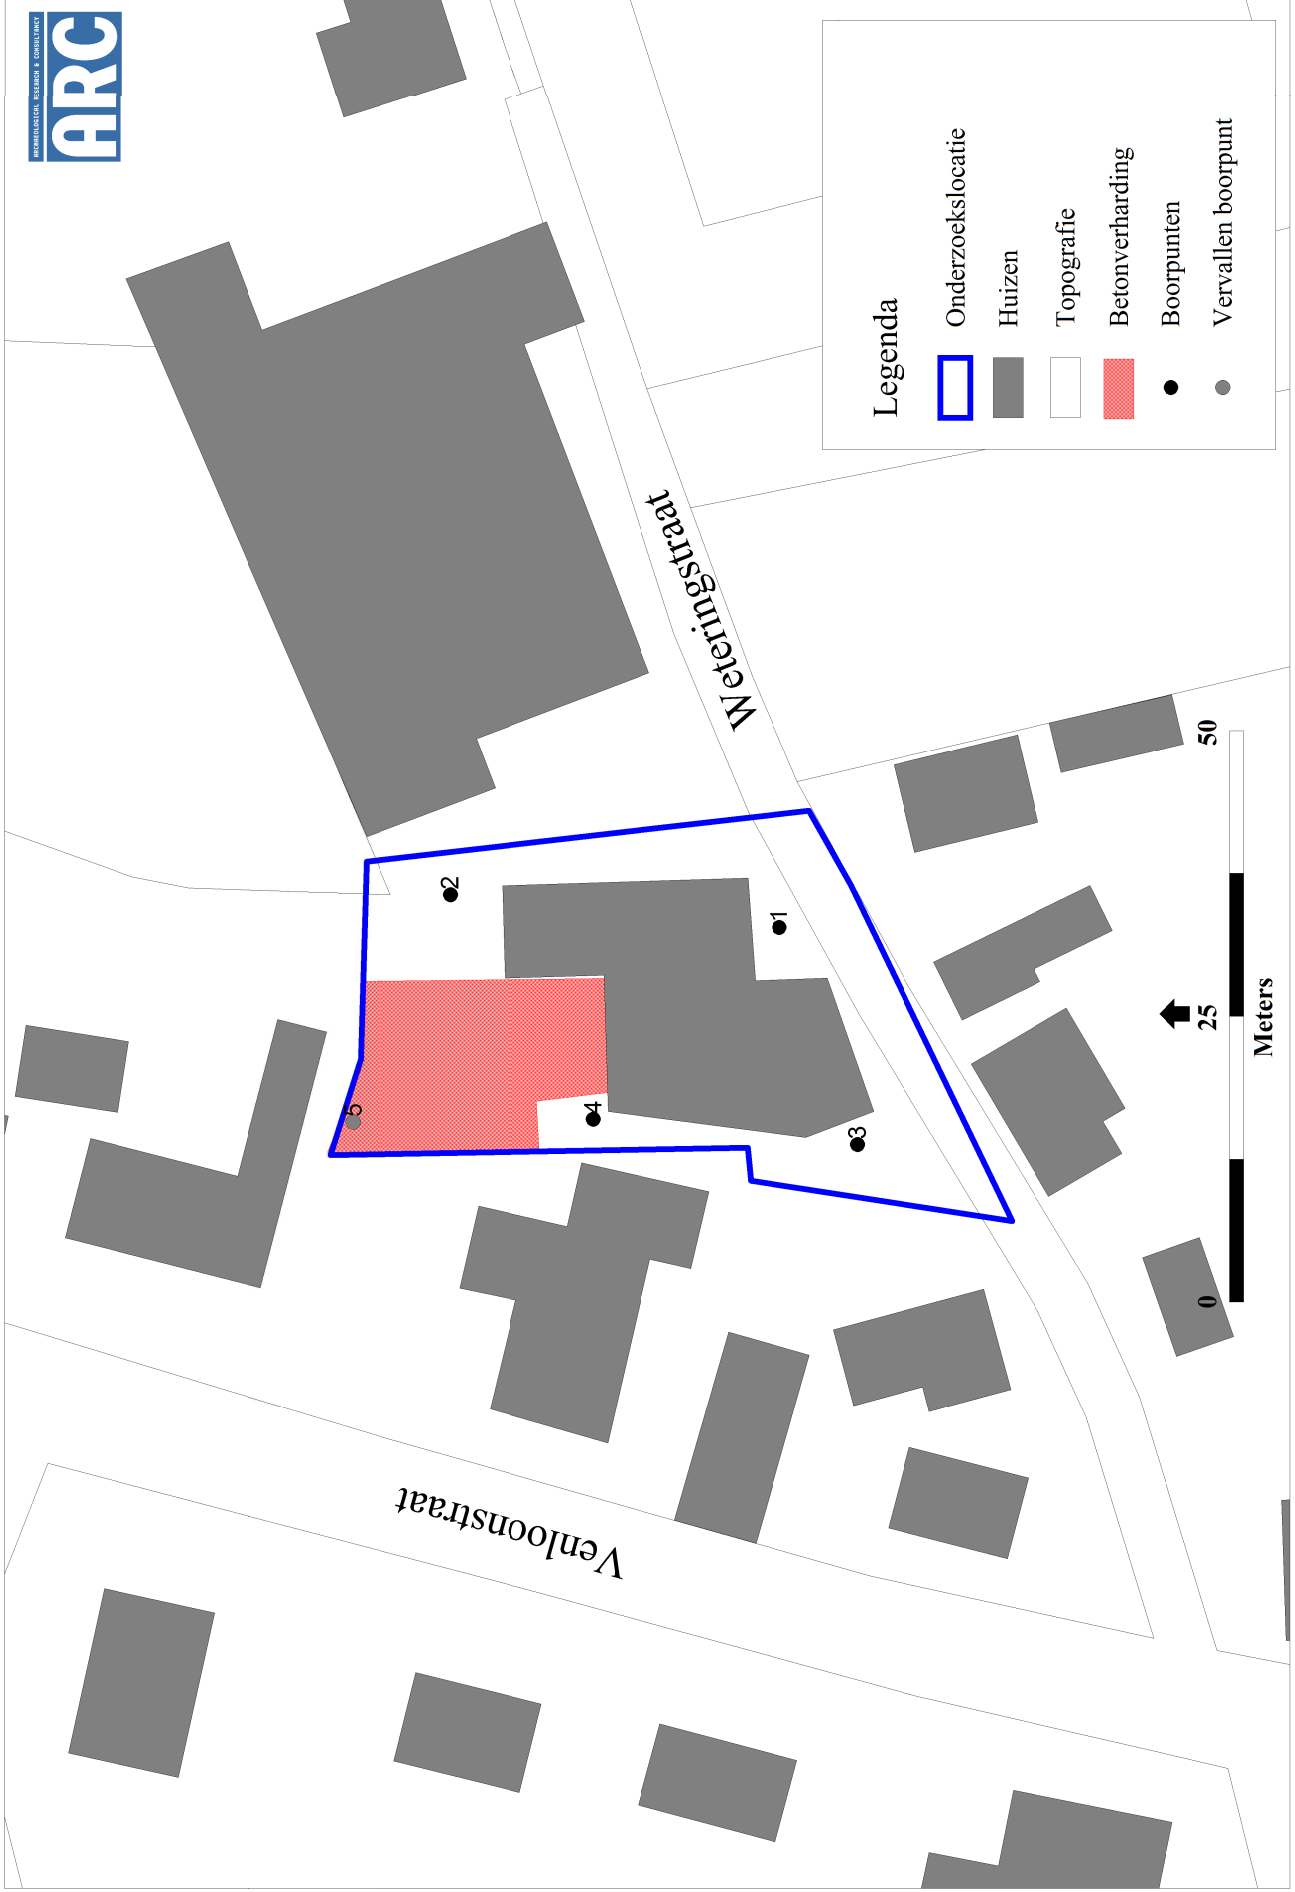 ARCHAEOLOGICAL RESEARCH & CONSULTANCY
ARC
Weteringstraat
Venloonstraat
5
2
4
1
3
Legenda
Onderzoekslocatie
Huizen
Topografie
Betonverharding
Boorpunten
Vervallen boorpunt
0 25 50
Meters